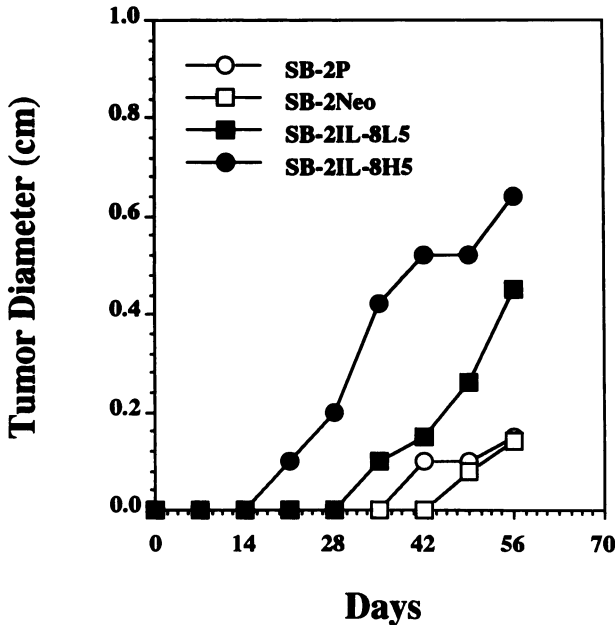 1.0
0.8
0.6
0.4
0.2
0.0
Tumor Diameter (cm)
SB-2P
SB-2Neo
SB-2IL-8L5
SB-2IL-8H5
0 14 28 42 56 70
Days